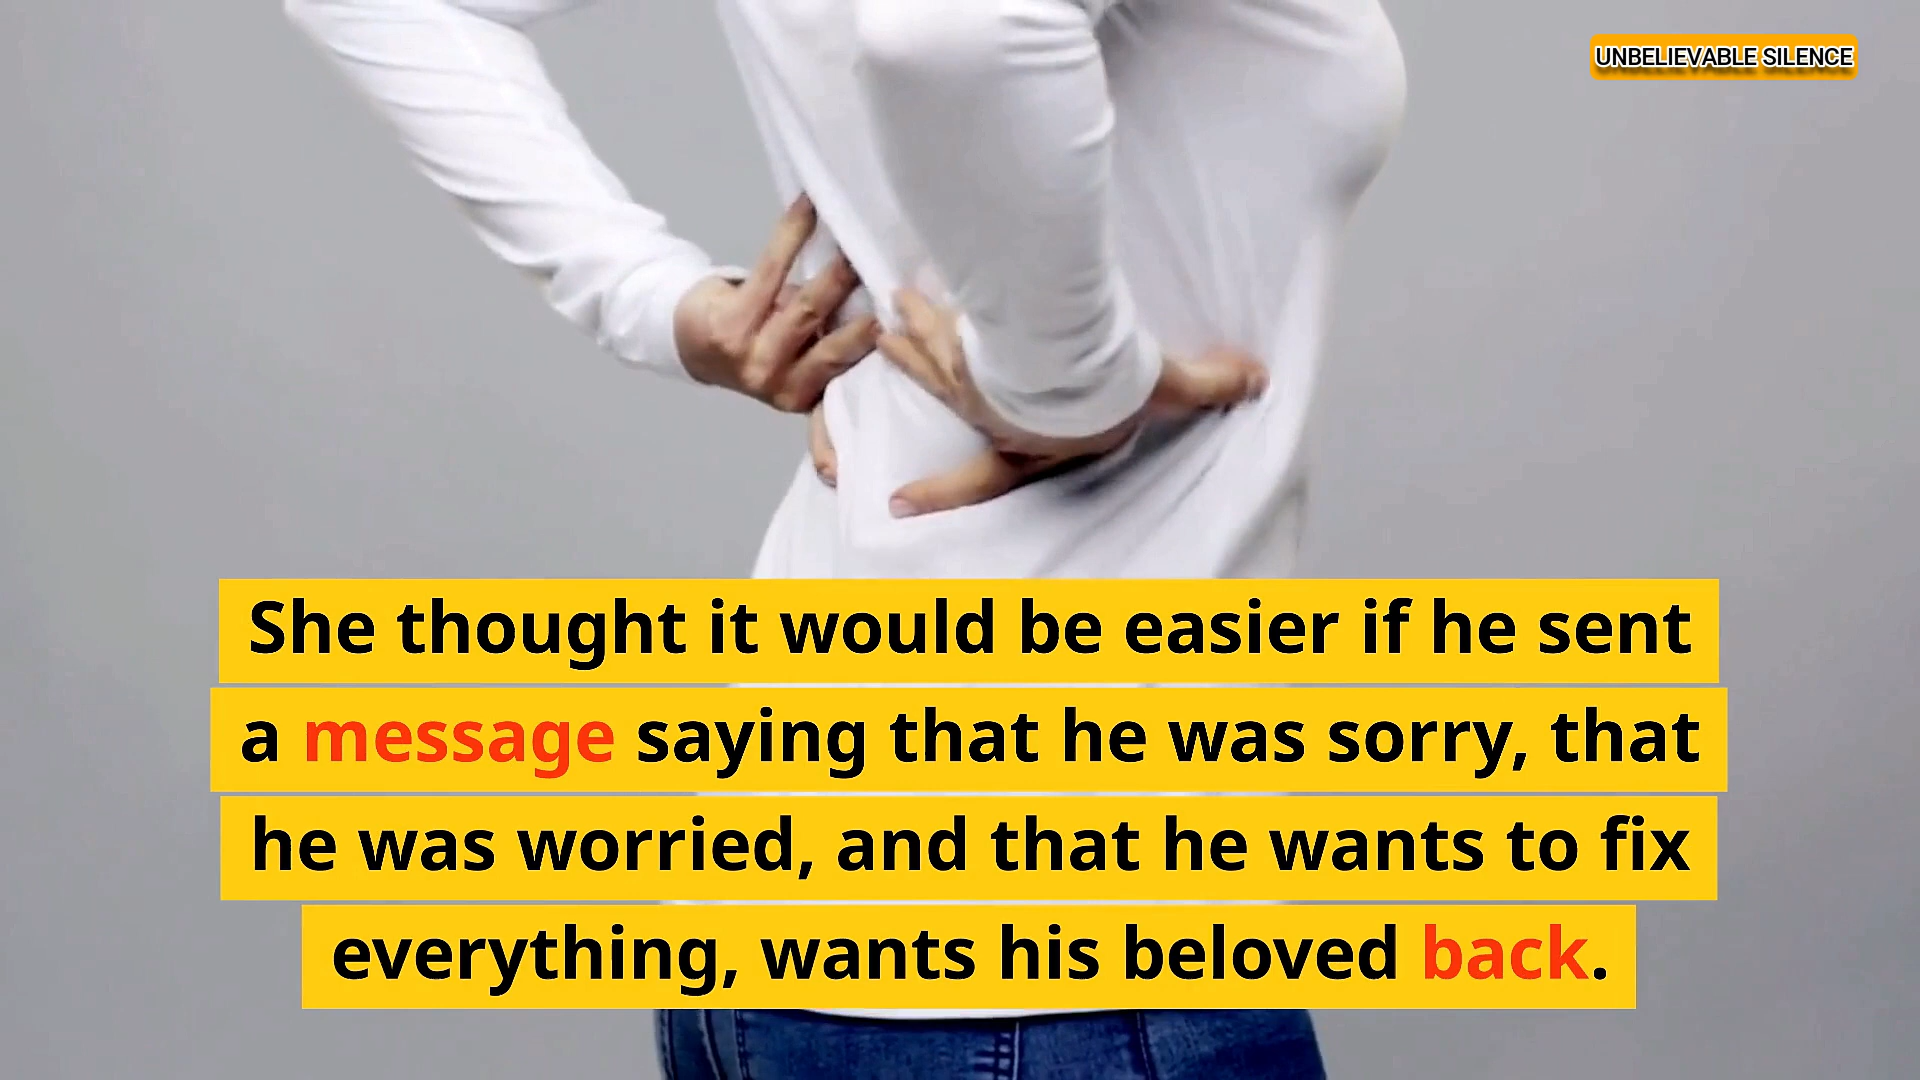 UNBELIEVABLE SILENCE
She thought it would be easier if he sent
a message saying that he was sorry, that
he was worried, and that he wants to fix
everything, wants his beloved back.